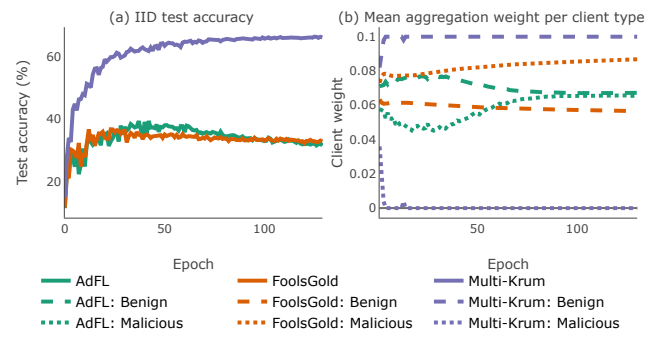 (a) IID test accuracy
(b) Mean aggregation weight per client type
Test accuracy (%)
60
40
20
0
50
100
Epoch
Client weight
0.1
0.08
0.06
0.04
0.02
0
50
100
Epoch
AdFL
FoolsGold
Multi-Krum
AdFL: Benign
FoolsGold: Benign
Multi-Krum: Benign
AdFL: Malicious
FoolsGold: Malicious
Multi-Krum: Malicious